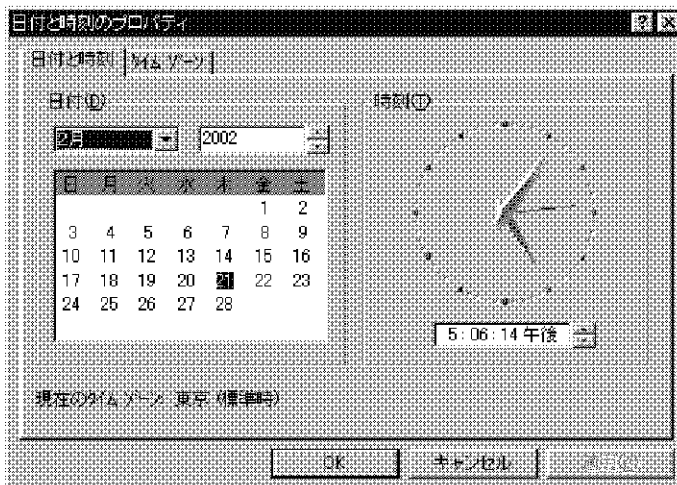 日付と時刻のプロパティ
日付と時刻 タイム ゾーン
日付(D)
2月 2002
日 月 火 水 木 金 土
1 2
3 4 5 6 7 8 9
10 11 12 13 14 15 16
17 18 19 20 21 22 23
24 25 26 27 28
時刻(T)
5:06:14 午後
現在のタイム ゾーン: 東京 (標準時)
OK キャンセル 適用(A)